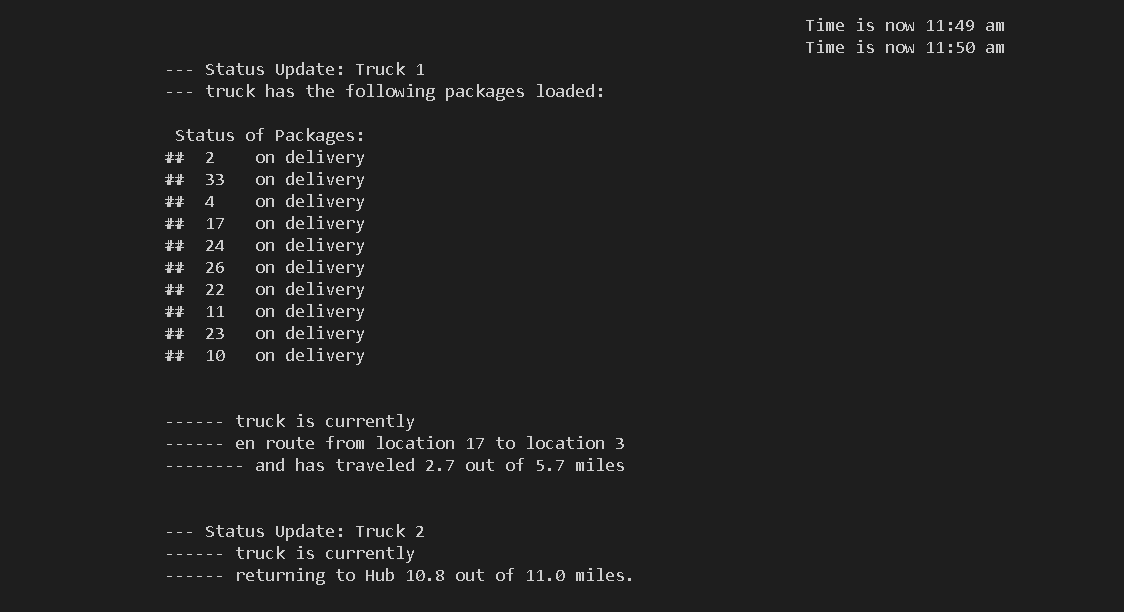 Time is now 11:49 am
Time is now 11:50 am
--- Status Update: Truck 1
--- truck has the following packages loaded:
Status of Packages:
## 2 on delivery
## 33 on delivery
## 4 on delivery
## 17 on delivery
## 24 on delivery
## 26 on delivery
## 22 on delivery
## 11 on delivery
## 23 on delivery
## 10 on delivery
------ truck is currently
------ en route from location 17 to location 3
-------- and has traveled 2.7 out of 5.7 miles
--- Status Update: Truck 2
------ truck is currently
------ returning to Hub 10.8 out of 11.0 miles.